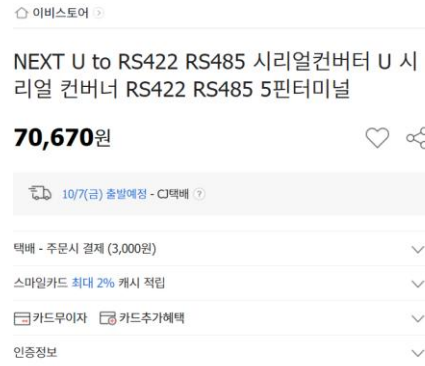 이비스토어
NEXT U to RS422 RS485 시리얼컨버터 U 시
리얼 컨버너 RS422 RS485 5핀터미널
70,670원
10/7(금) 출발예정 - CJ택배 ?
택배 - 주문시 결제 (3,000원)
스마일카드 최대 2% 캐시 적립
카드무이자 카드추가혜택
인증정보